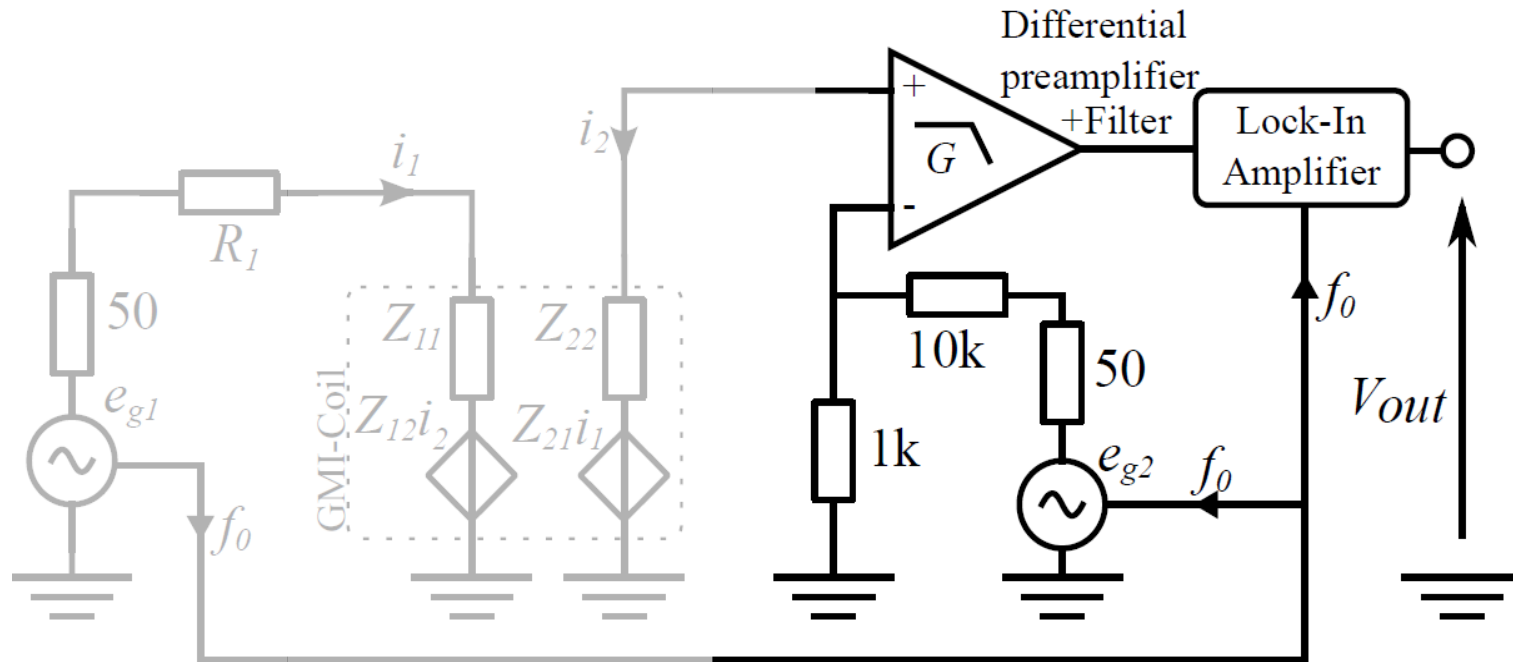 Differential
preamplifier
+Filter
Lock-In
Amplifier
+
G
-
i2
i1
R1
50
eg1
f0
Z11
Z22
Z12i2
Z21i1
GMI-Coil
10k
50
1k
eg2
f0
f0
Vout